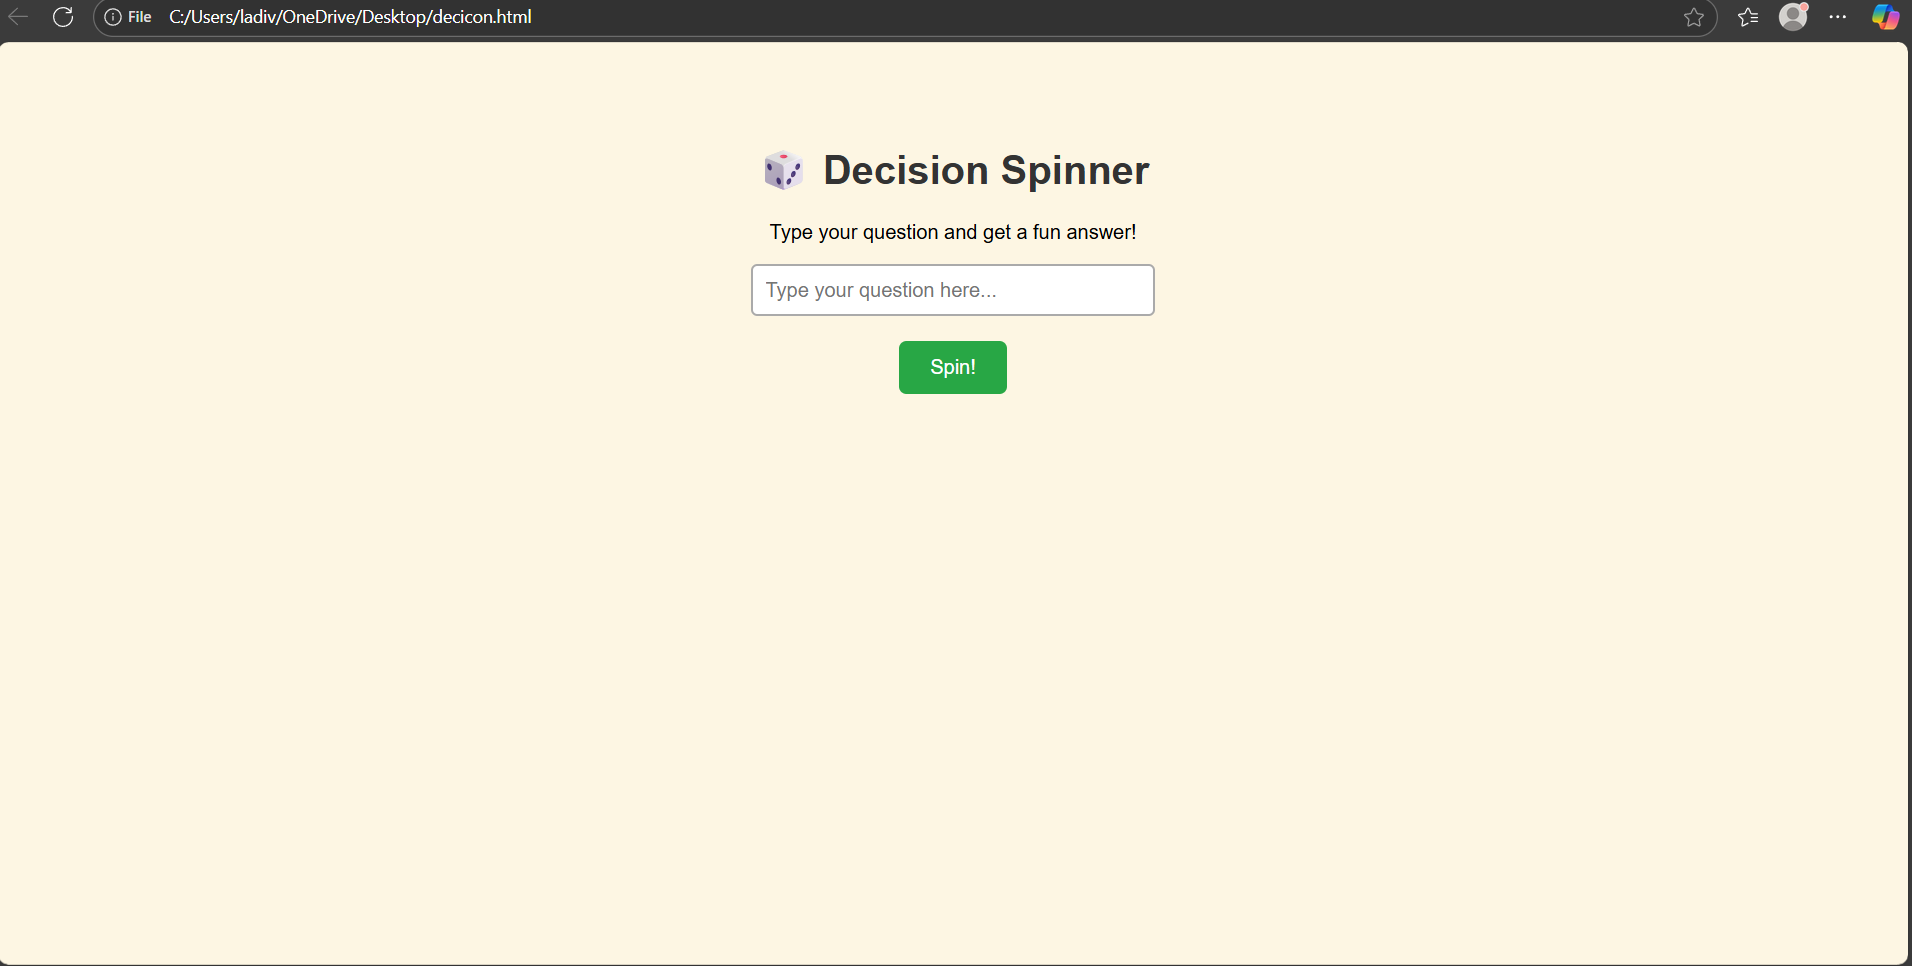 File C:/Users/ladiv/OneDrive/Desktop/decicon.html
🎲 Decision Spinner
Type your question and get a fun answer!
Type your question here...
Spin!